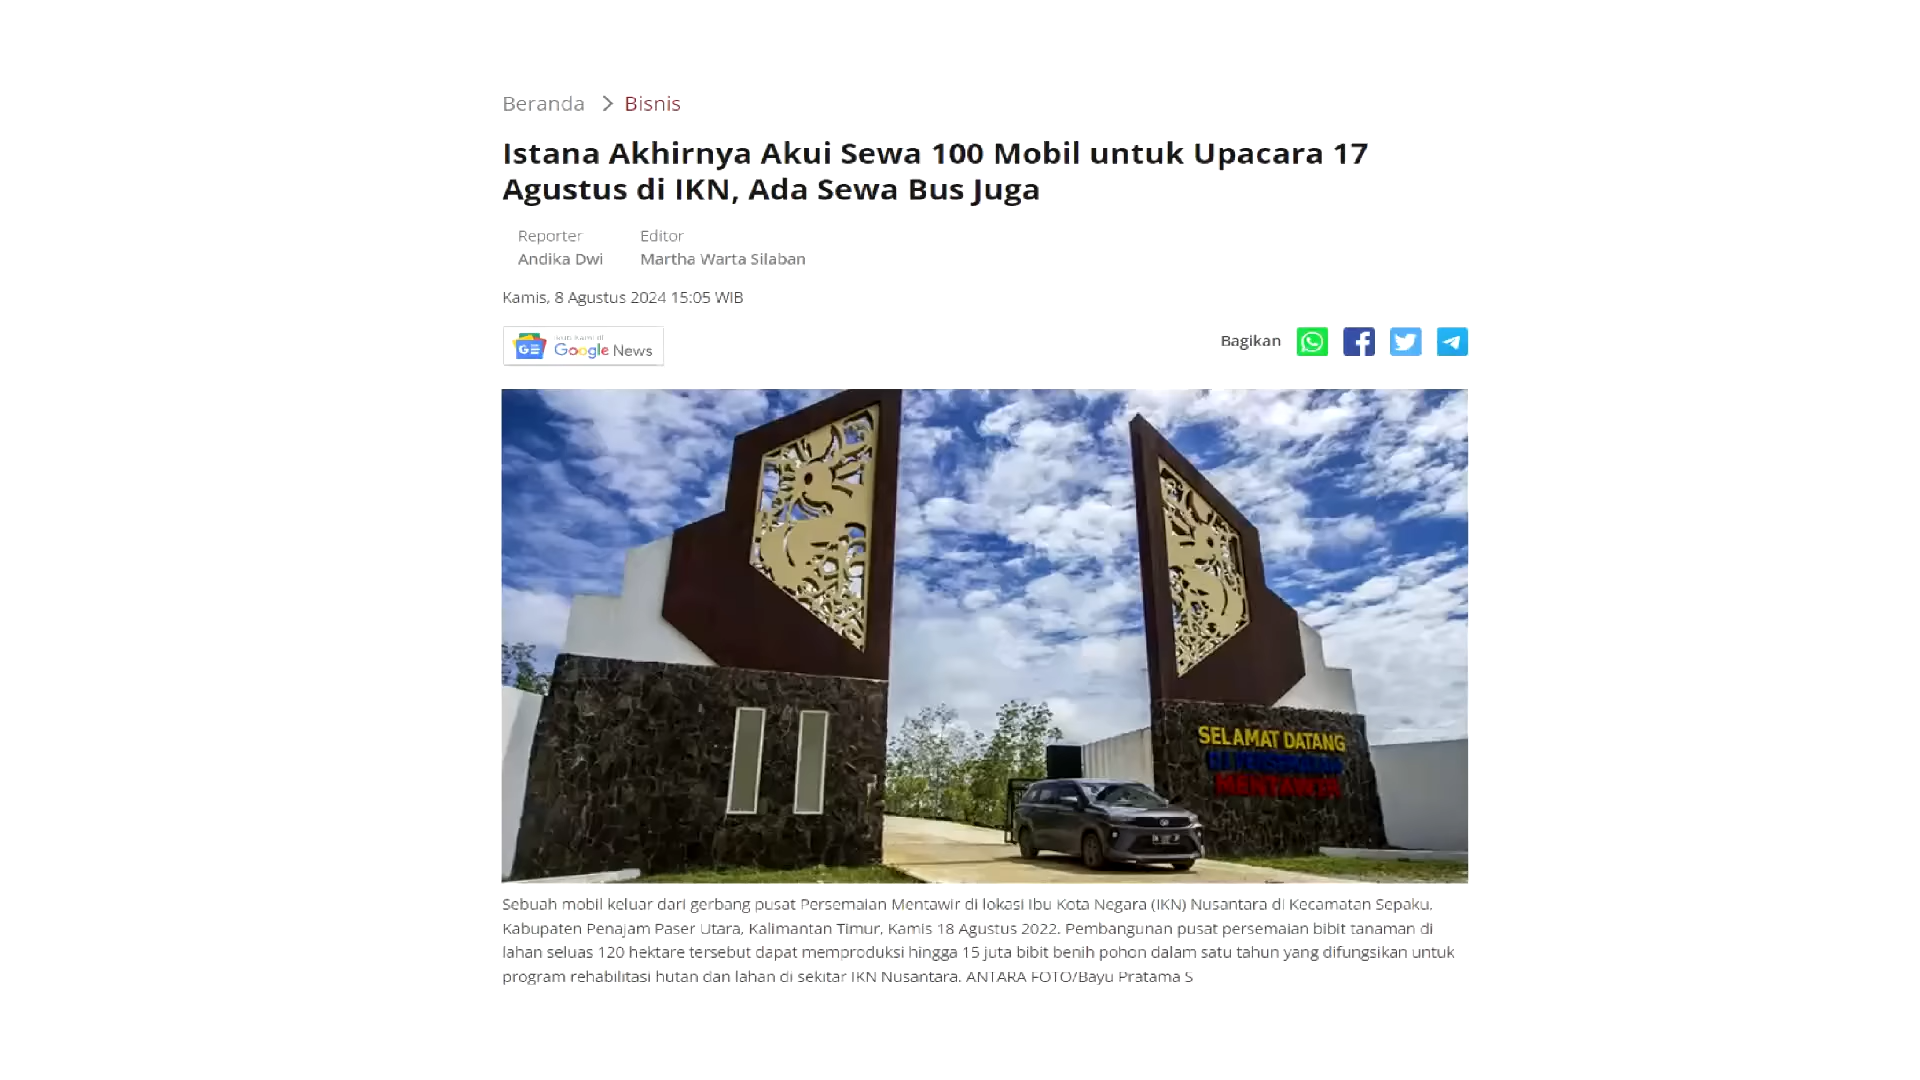 Beranda > Bisnis
Istana Akhirnya Akui Sewa 100 Mobil untuk Upacara 17
Agustus di IKN, Ada Sewa Bus Juga
Reporter Editor
Andika Dwi Martha Warta Silaban
Kamis, 8 Agustus 2024 15:05 WIB
Google News
Bagikan
SELAMAT DATANG
MENTAWIR
Sebuah mobil keluar dari gerbang pusat Persemaian Mentawir di lokasi Ibu Kota Negara (IKN) Nusantara di Kecamatan Sepaku,
Kabupaten Penajam Paser Utara, Kalimantan Timur, Kamis 18 Agustus 2022. Pembangunan pusat persemaian bibit tanaman di
lahan seluas 120 hektare tersebut dapat memproduksi hingga 15 juta bibit benih pohon dalam satu tahun yang difungsikan untuk
program rehabilitasi hutan dan lahan di sekitar IKN Nusantara. ANTARA FOTO/Bayu Pratama S